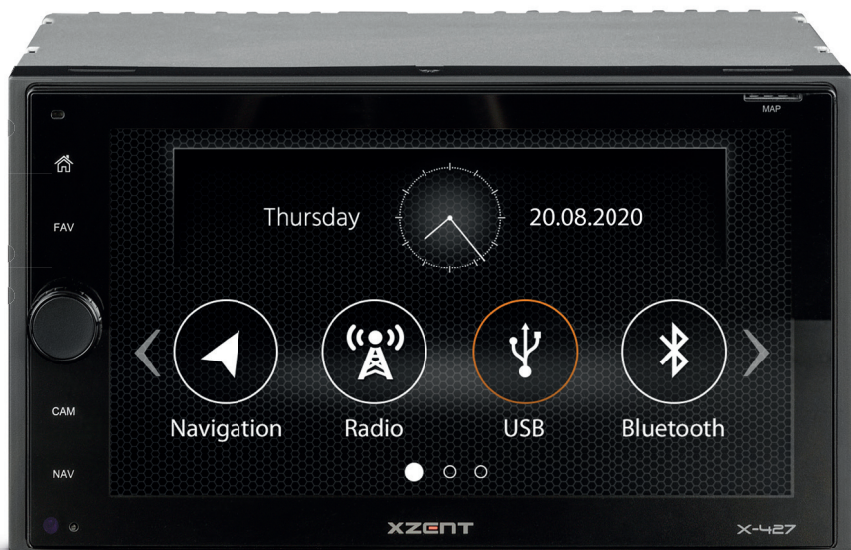 MAP
FAV
Thursday
20.08.2020
CAM
NAV
Navigation
Radio
USB
Bluetooth
XZENT
X-427